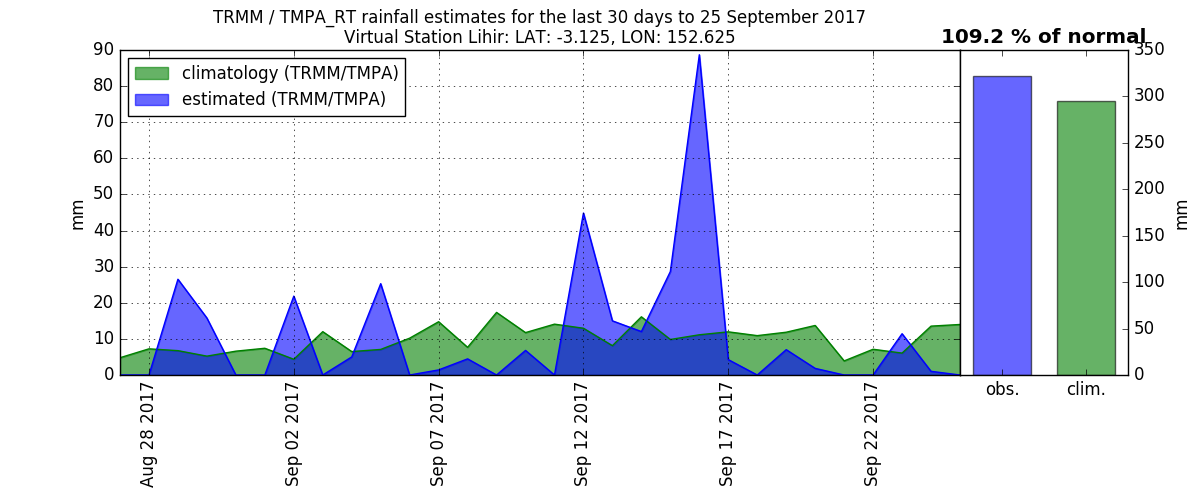 TRMM / TMPA_RT rainfall estimates for the last 30 days to 25 September 2017
Virtual Station Lihir: LAT: -3.125, LON: 152.625
109.2 % of normal
climatology (TRMM/TMPA)
estimated (TRMM/TMPA)
90
80
70
60
50
40
30
20
10
0
mm
Aug 28 2017
Sep 02 2017
Sep 07 2017
Sep 12 2017
Sep 17 2017
Sep 22 2017
350
300
250
200
150
100
50
0
mm
obs.
clim.